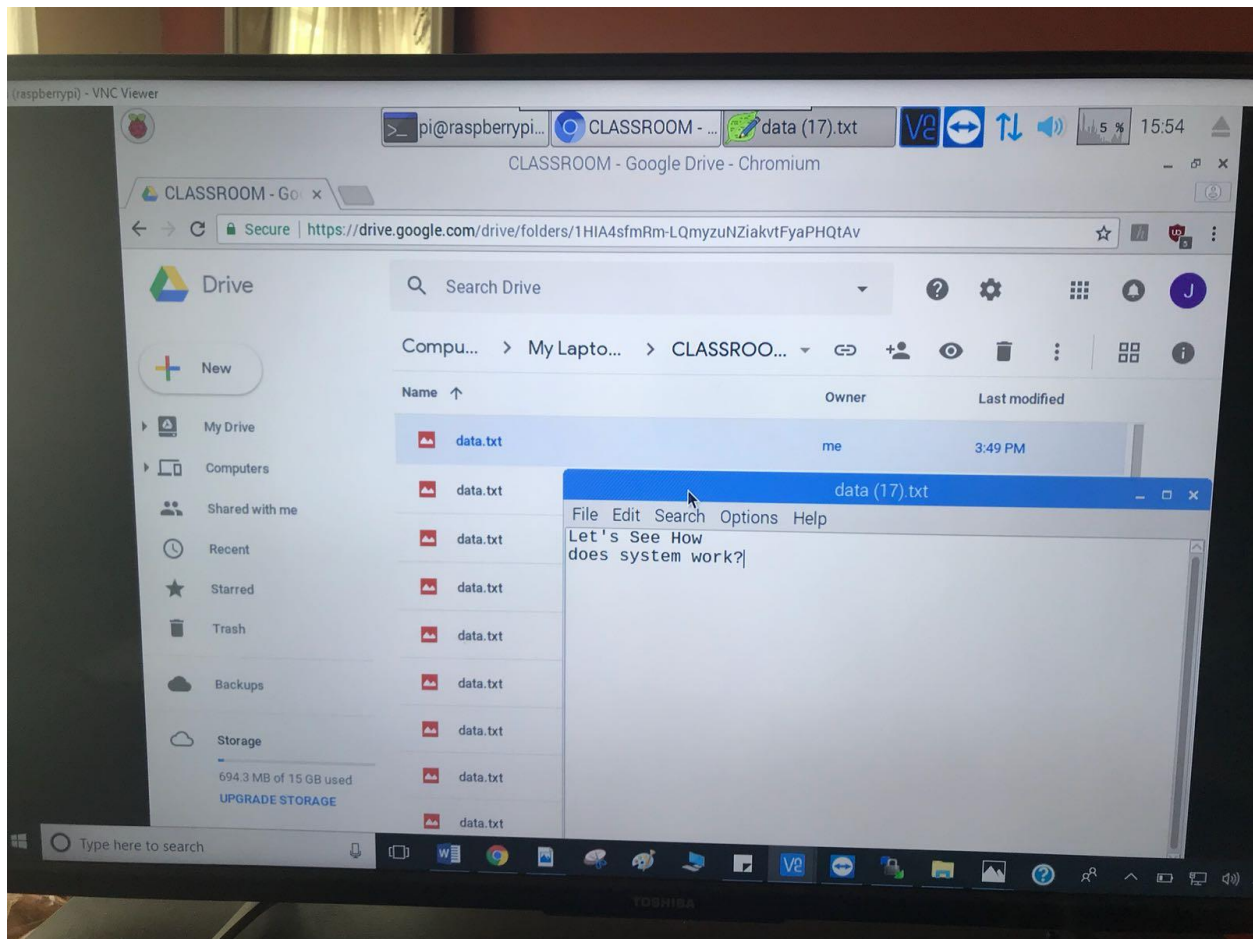 (raspberrypi) - VNC Viewer
pi@raspberrypi... CLASSROOM - ... data (17).txt 5 % 15:54
CLASSROOM - Google Drive - Chromium
CLASSROOM - Go
Secure https://drive.google.com/drive/folders/1HIA4sfmRm-LQmyzuNZiakvtFyaPHQtAv
Drive
Search Drive
J
Compu... > My Lapto... > CLASSROO...
New
Name Owner Last modified
My Drive
Computers
Shared with me
Recent
Starred
Trash
Backups
Storage
694.3 MB of 15 GB used
UPGRADE STORAGE
data.txt me 3:49 PM
data.txt
data.txt
data.txt
data.txt
data.txt
data.txt
data.txt
data.txt
data (17).txt
File Edit Search Options Help
Let's See How
does system work?
Type here to search
TOSHIBA